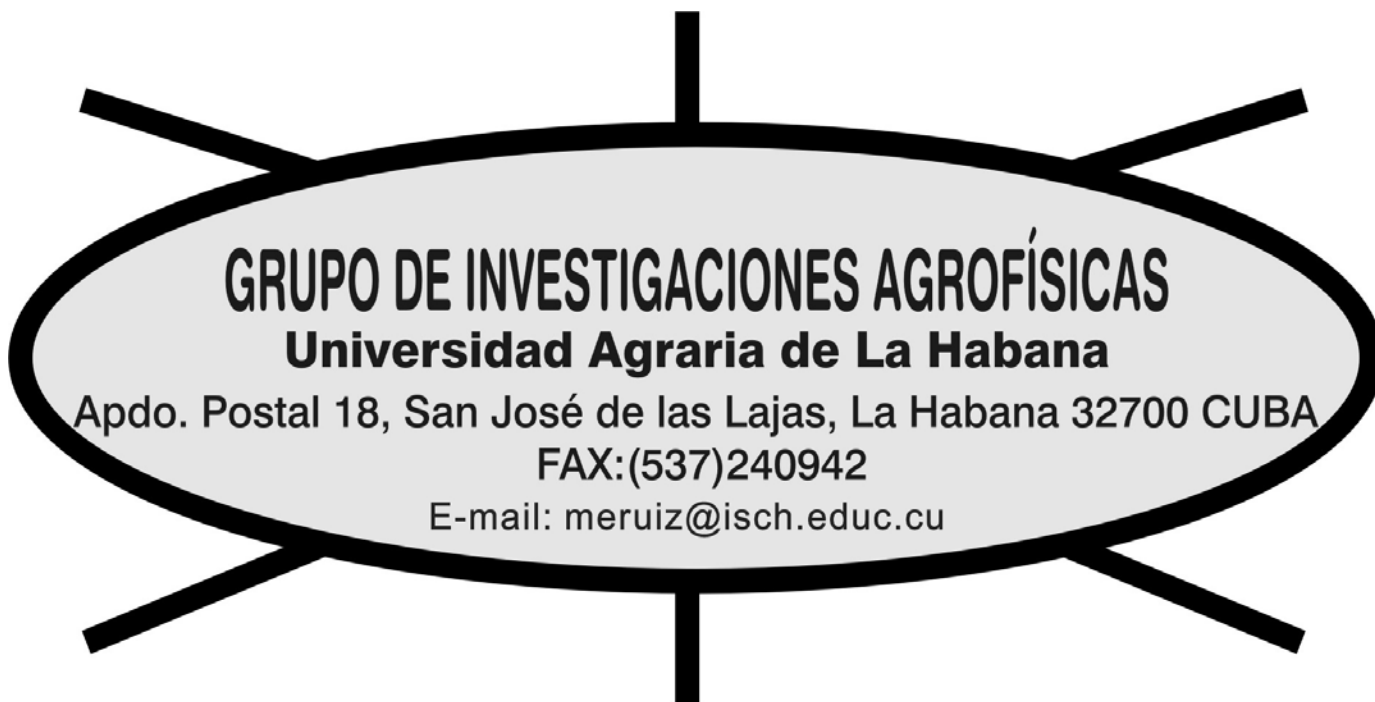 GRUPO DE INVESTIGACIONES AGROFÍSICAS
Universidad Agraria de La Habana
Apdo. Postal 18, San José de las Lajas, La Habana 32700 CUBA
FAX:(537)240942
E-mail: meruiz@isch.educ.cu